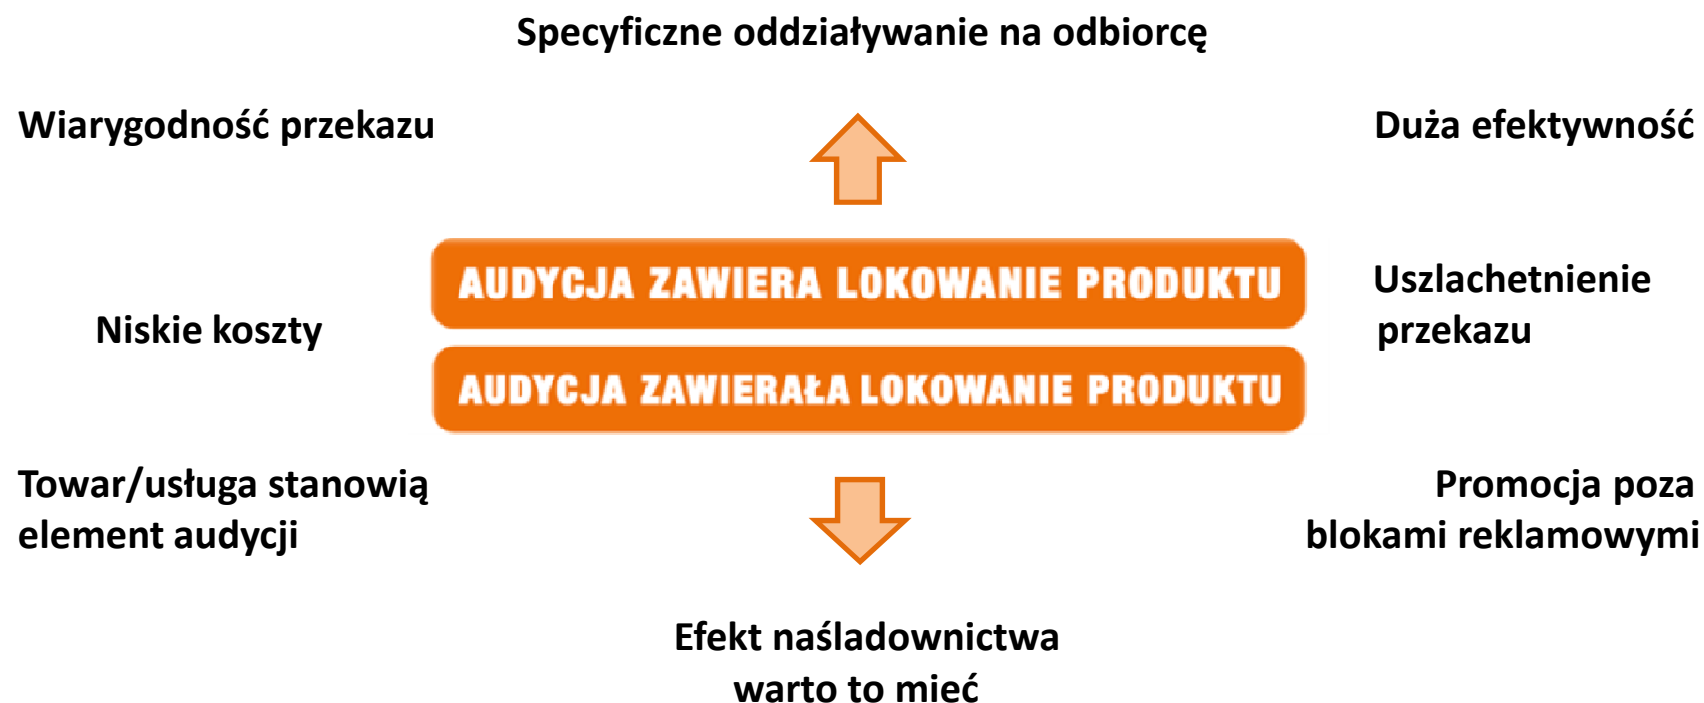 Specyficzne oddziaływanie na odbiorcę
Wiarygodność przekazu
Duża efektywność
AUDYCJA ZAWIERA LOKOWANIE PRODUKTU
Uszlachetnienie
przekazu
Niskie koszty
AUDYCJA ZAWIERAŁA LOKOWANIE PRODUKTU
Towar/usługa stanowią
element audycji
Promocja poza
blokami reklamowymi
Efekt naśladownictwa
warto to mieć